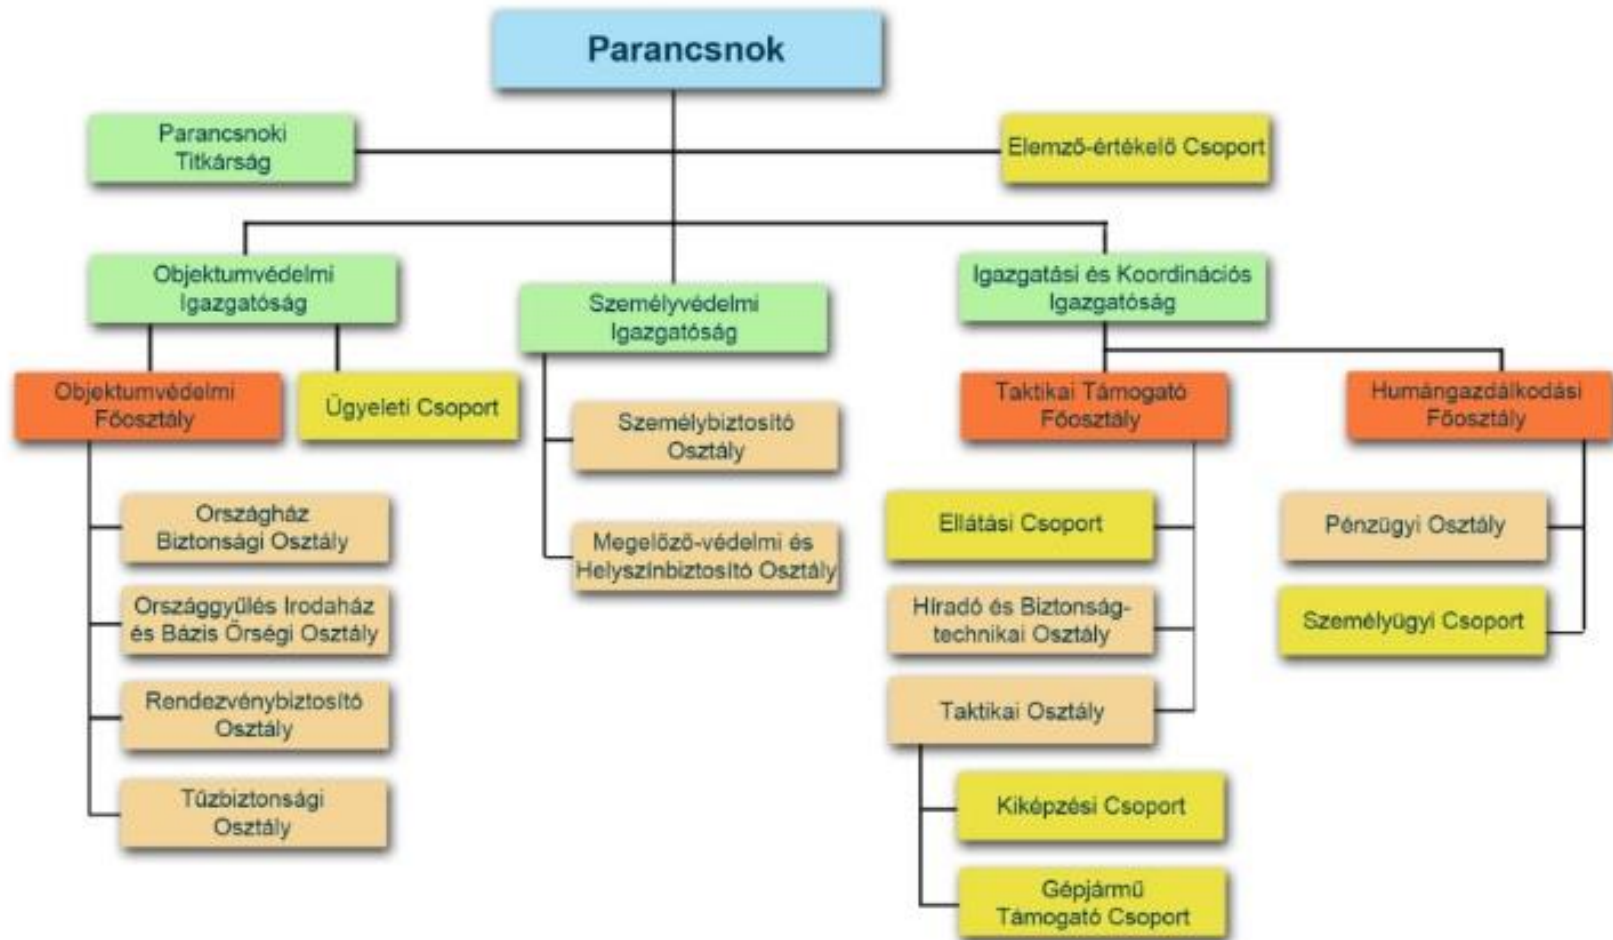 Parancsnok
Parancsnoki
Titkárság
Elemző-értékelő Csoport
Objektumvédelmi
Igazgatóság
Személyvédelmi
Igazgatóság
Igazgatási és Koordinációs
Igazgatóság
Objektumvédelmi
Főosztály
Ügyeleti Csoport
Személybiztosító
Osztály
Megelőző-védelmi és
Helyszínbiztosító Osztály
Taktikai Támogató
Főosztály
Humángazdálkodási
Főosztály
Országház
Biztonsági Osztály
Országgyűlés Irodaház
és Bázis Őrségi Osztály
Rendezvénybiztosító
Osztály
Tűzbiztonsági
Osztály
Ellátási Csoport
Híradó és Biztonság-
technikai Osztály
Taktikai Osztály
Kiképzési Csoport
Gépjármű
Támogató Csoport
Pénzügyi Osztály
Személyügyi Csoport